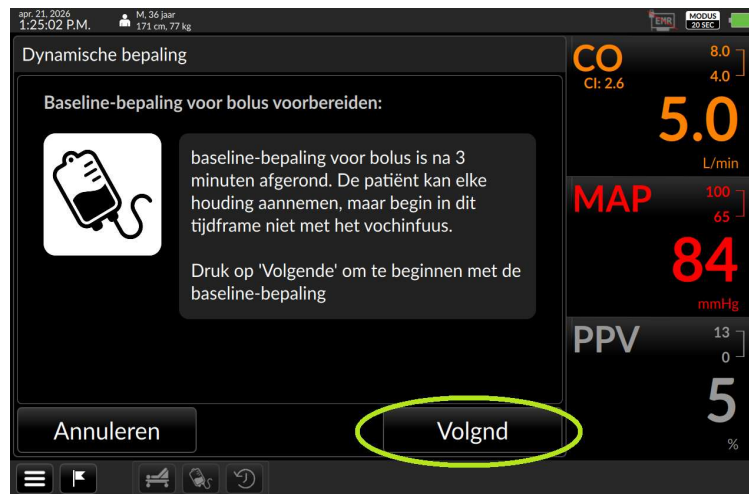 apr. 21, 2026
1:25:02 P.M.
M, 36 jaar
171 cm, 77 kg
EMR
MODUS
20 SEC
Dynamische bepaling
Baseline-bepaling voor bolus voorbereiden:
baseline-bepaling voor bolus is na 3
minuten afgerond. De patiënt kan elke
houding aannemen, maar begin in dit
tijdframe niet met het vochinfuus.
Druk op 'Volgende' om te beginnen met de
baseline-bepaling
Annuleren
Volgnd
CO
CI: 2.6
8.0
4.0
5.0
L/min
MAP
100
65
84
mmHg
PPV
13
0
5
%